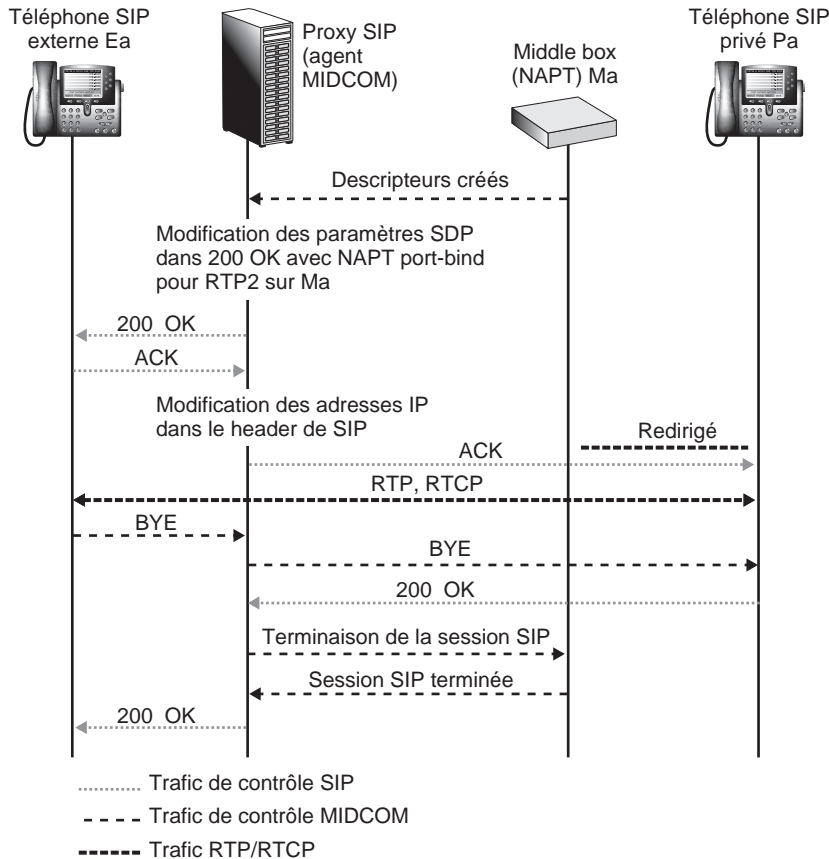 Téléphone SIP
externe Ea
Proxy SIP
(agent
MIDCOM)
Middle box
(NAPT) Ma
Téléphone SIP
privé Pa
Descripteurs créés
Modification des paramètres SDP
dans 200 OK avec NAPT port-bind
pour RTP2 sur Ma
200 OK
ACK
Modification des adresses IP
dans le header de SIP
Redirigé
ACK
RTP, RTCP
BYE
BYE
200 OK
Terminaison de la session SIP
Session SIP terminée
200 OK
Trafic de contrôle SIP
Trafic de contrôle MIDCOM
Trafic RTP/RTCP